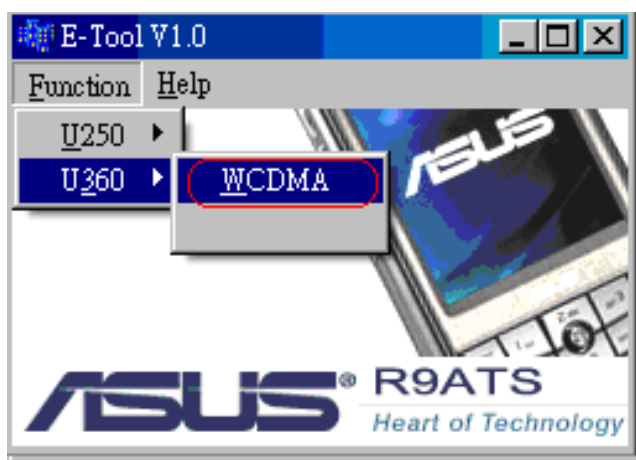 E-Tool V1.0
Function Help
U250
U360
WCDMA
ASUS
ASUS® R9ATS
Heart of Technology